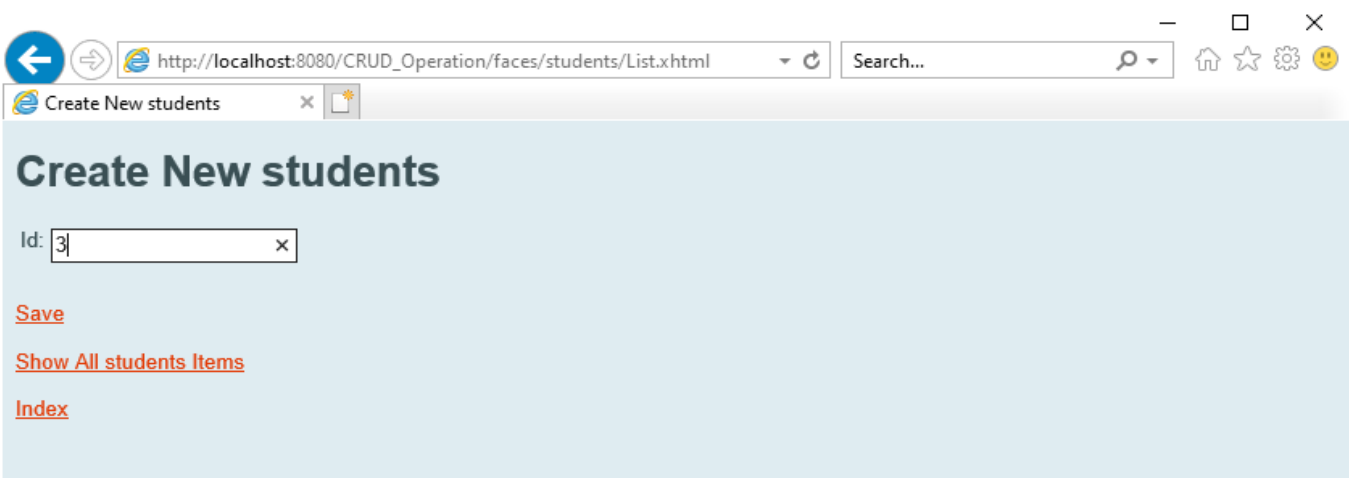 http://localhost:8080/CRUD_Operation/faces/students/List.xhtml
Search...
Create New students
Create New students
Id: 3
Save
Show All students Items
Index